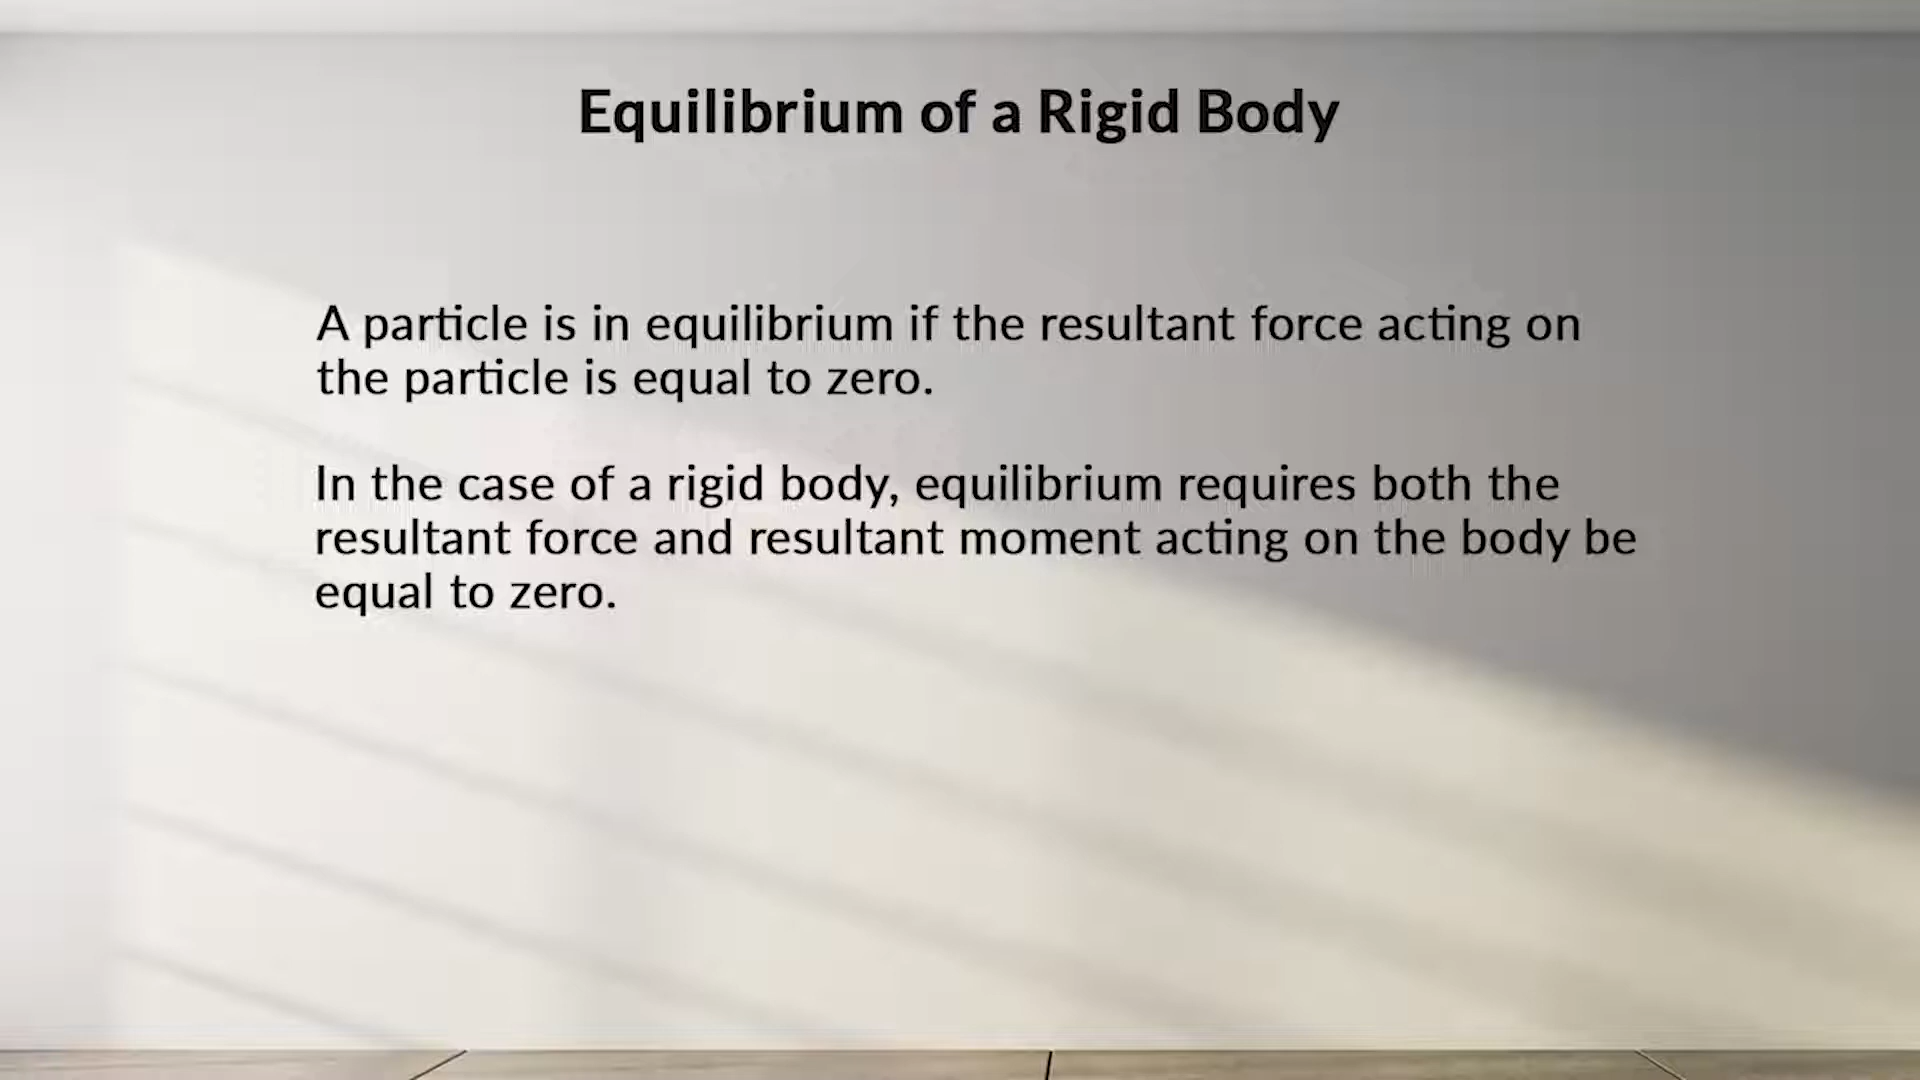 Equilibrium of a Rigid Body
A particle is in equilibrium if the resultant force acting on
the particle is equal to zero.
In the case of a rigid body, equilibrium requires both the
resultant force and resultant moment acting on the body be
equal to zero.